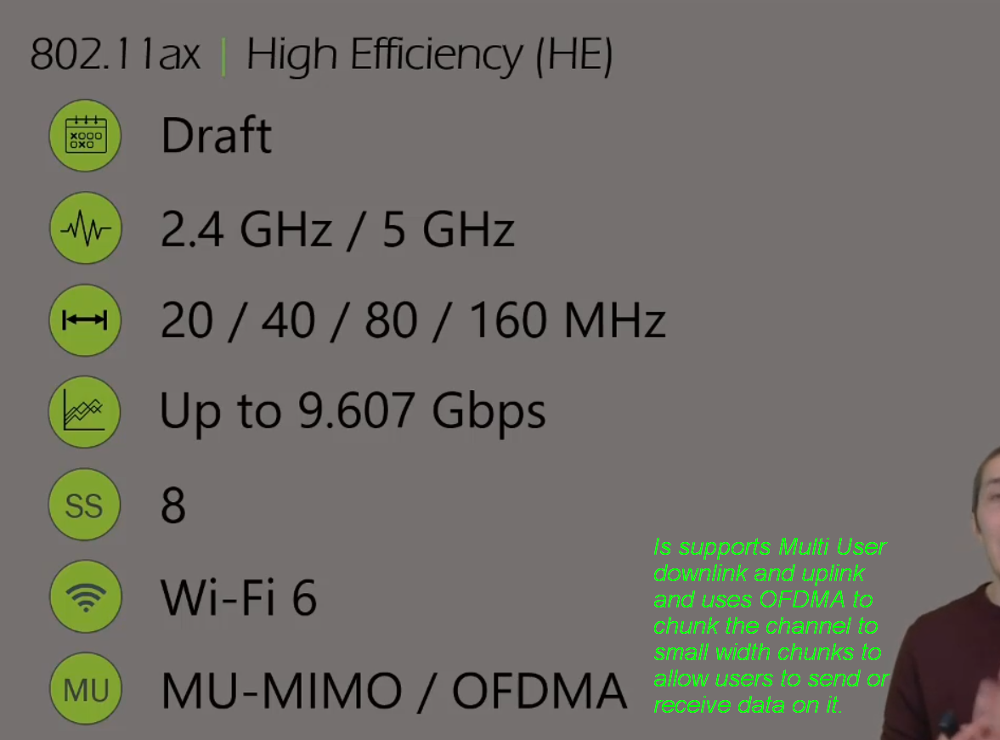 802.11ax | High Efficiency (HE)
Draft
2.4 GHz / 5 GHz
20 / 40 / 80 / 160 MHz
Up to 9.607 Gbps
SS 8
Wi-Fi 6
MU MU-MIMO / OFDMA
Is supports Multi User
downlink and uplink
and uses OFDMA to
chunk the channel to
small width chunks to
allow users to send or
receive data on it.